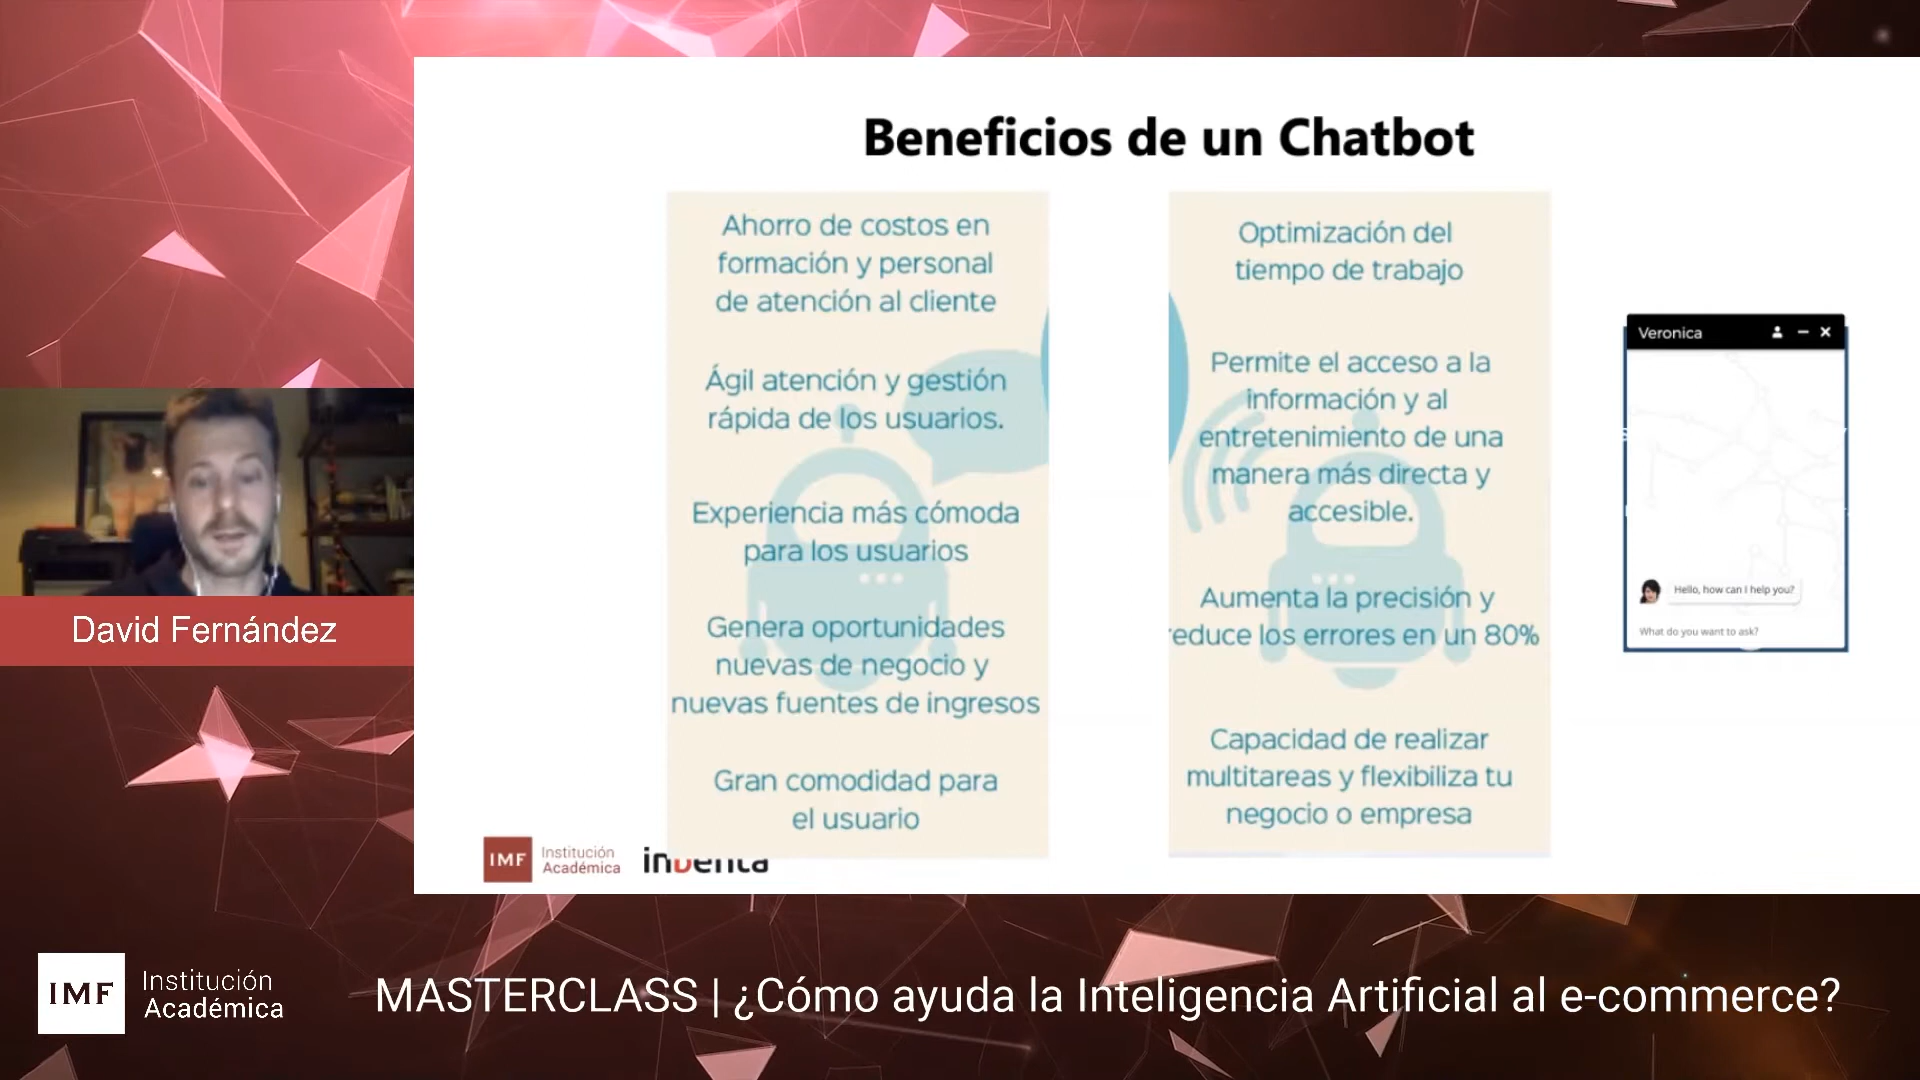 Beneficios de un Chatbot
Ahorro de costos en
formación y personal
de atención al cliente
Ágil atención y gestión
rápida de los usuarios.
Experiencia más cómoda
para los usuarios
Genera oportunidades
nuevas de negocio y
nuevas fuentes de ingresos
Gran comodidad para
el usuario
Optimización del
tiempo de trabajo
Permite el acceso a la
información y al
entretenimiento de una
manera más directa y
accesible.
Aumenta la precisión y
reduce los errores en un 80%
Capacidad de realizar
multitareas y flexibiliza tu
negocio o empresa
Veronica
Hello, how can I help you?
What do you want to ask?
IMF Institución
Académica
inbenta
David Fernández
IMF Institución
Académica
MASTERCLASS | ¿Cómo ayuda la Inteligencia Artificial al e-commerce?